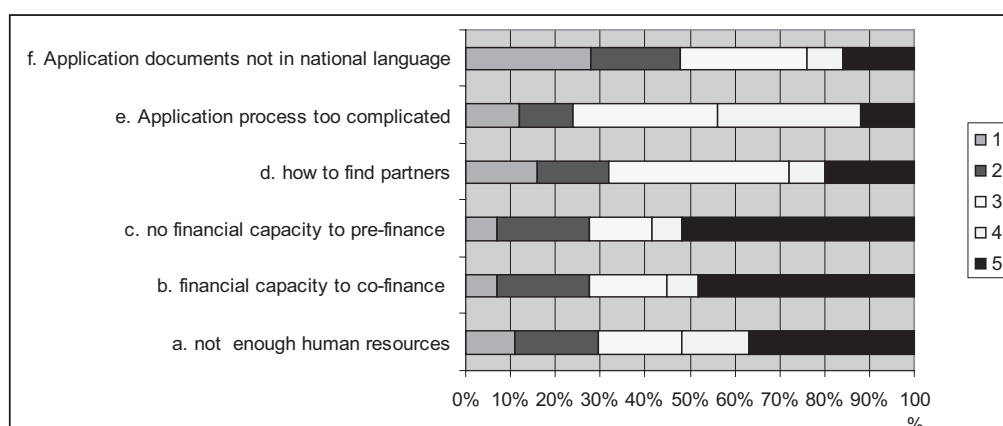 f. Application documents not in national language
e. Application process too complicated
d. how to find partners
c. no financial capacity to pre-finance
b. financial capacity to co-finance
a. not  enough human resources
0% 10% 20% 30% 40% 50% 60% 70% 80% 90% 100
%
1
2
3
4
5